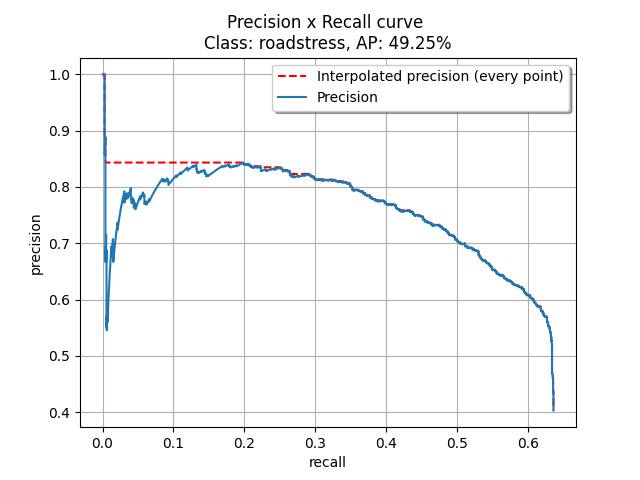 Precision x Recall curve
Class: roadstress, AP: 49.25%
Interpolated precision (every point)
Precision
1.0
0.9
0.8
0.7
0.6
0.5
0.4
precision
0.0 0.1 0.2 0.3 0.4 0.5 0.6
recall